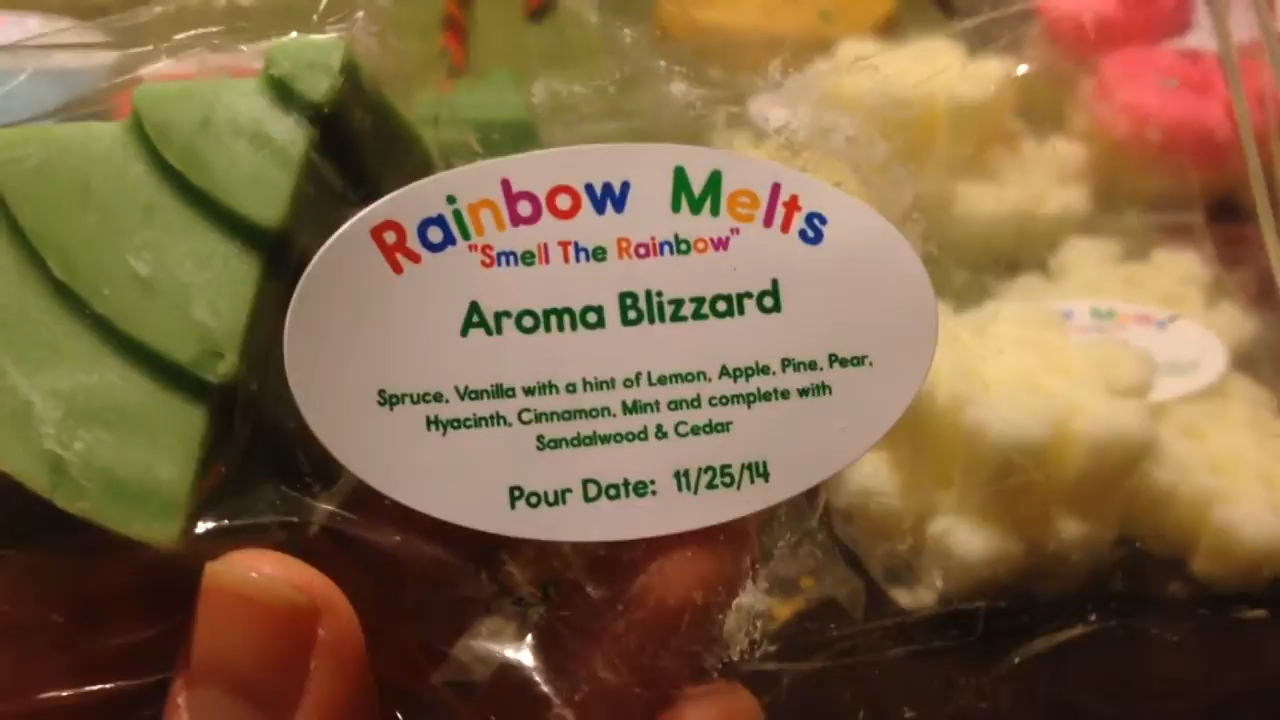 Rainbow Melts
"Smell The Rainbow"
Aroma Blizzard
Spruce, Vanilla with a hint of Lemon, Apple, Pine, Pear,
Hyacinth, Cinnamon, Mint and complete with
Sandalwood & Cedar
Pour Date: 11/25/14
Melts